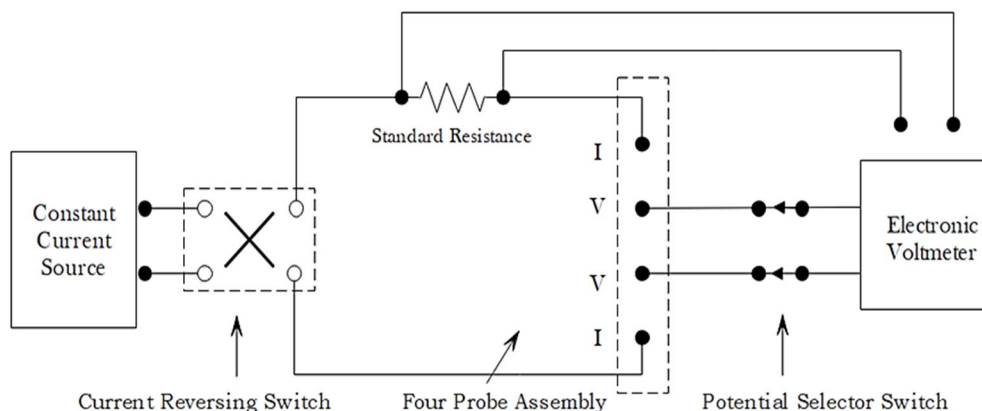 Standard Resistance
I
V
V
I
Constant
Current
Source
Electronic
Voltmeter
Current Reversing Switch
Four Probe Assembly
Potential Selector Switch